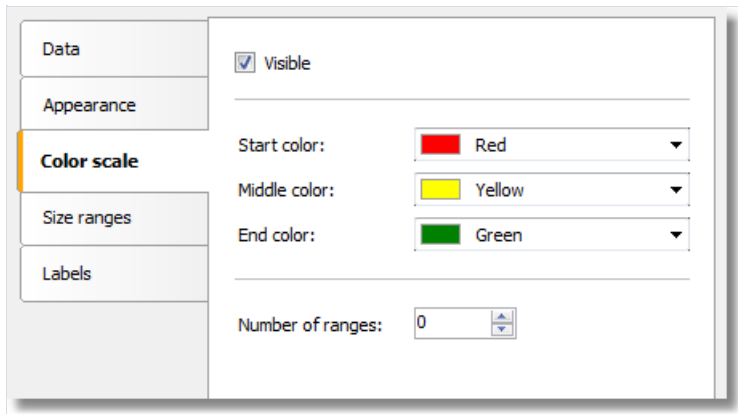 Data
Appearance
Color scale
Size ranges
Labels
Visible
Start color: Red
Middle color: Yellow
End color: Green
Number of ranges: 0